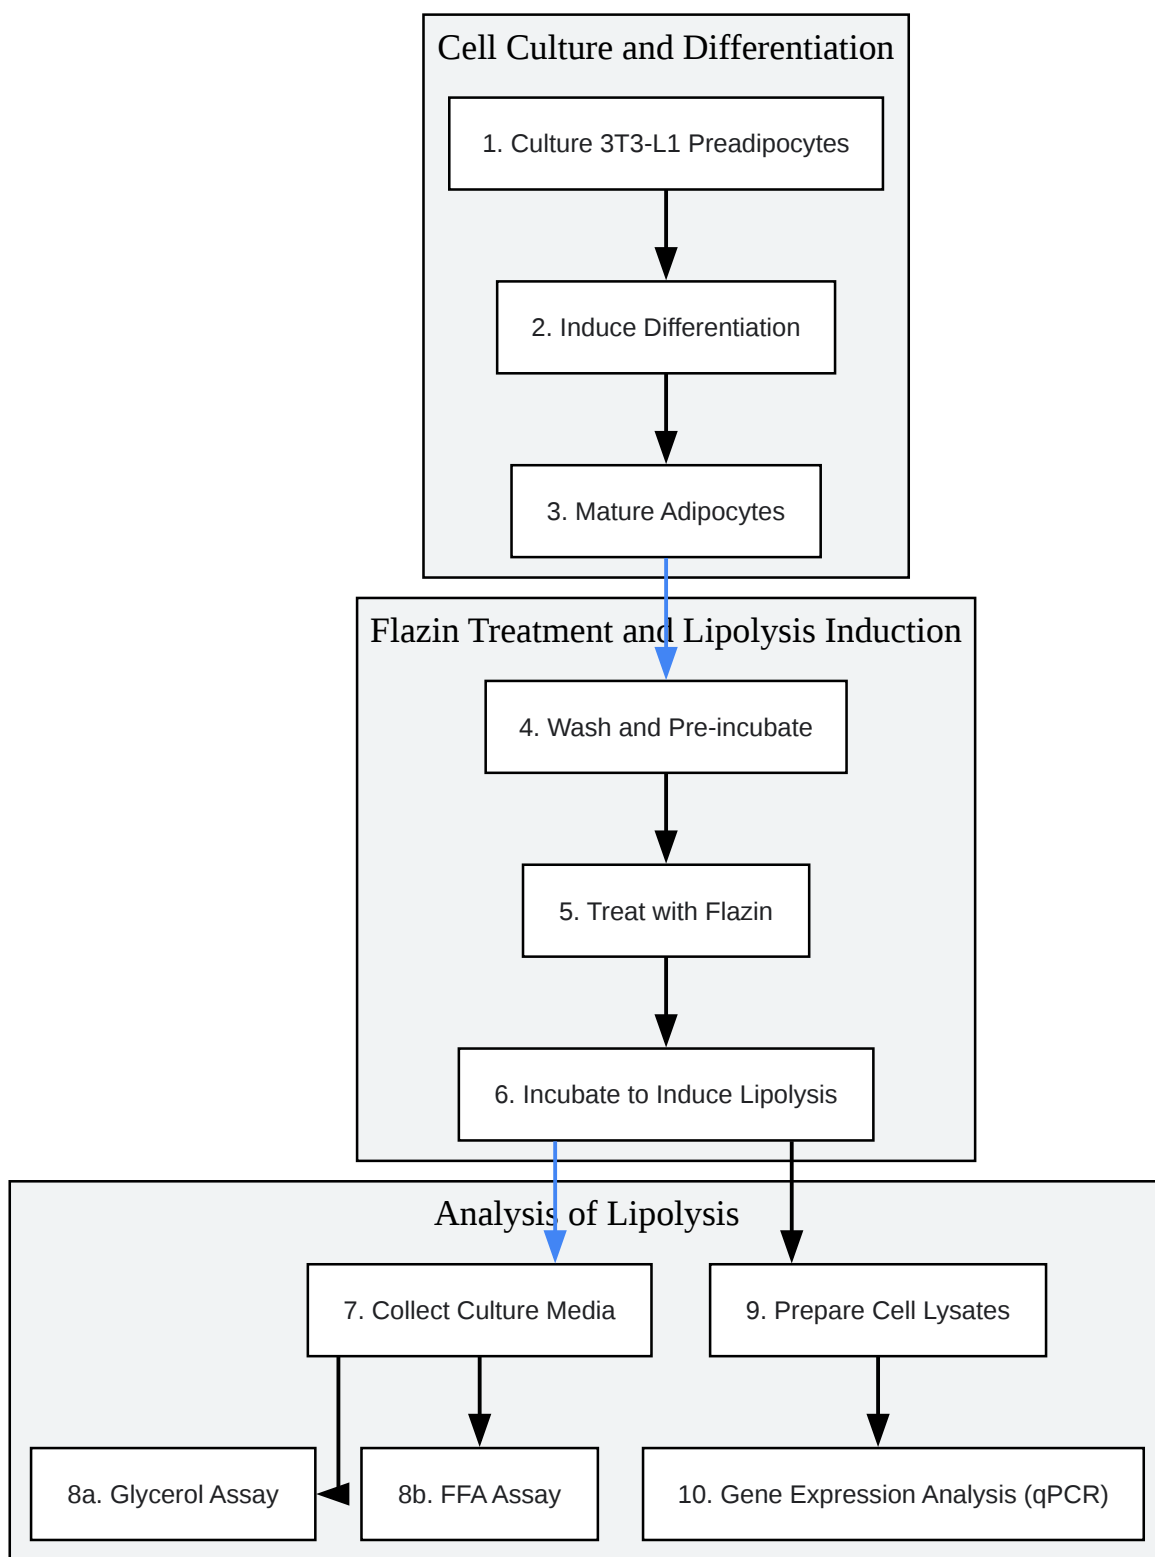 Cell Culture and Differentiation
1. Culture 3T3-L1 Preadipocytes
2. Induce Differentiation
3. Mature Adipocytes
Flazin Treatment and Lipolysis Induction
4. Wash and Pre-incubate
5. Treat with Flazin
6. Incubate to Induce Lipolysis
Analysis of Lipolysis
7. Collect Culture Media
9. Prepare Cell Lysates
8a. Glycerol Assay
8b. FFA Assay
10. Gene Expression Analysis (qPCR)